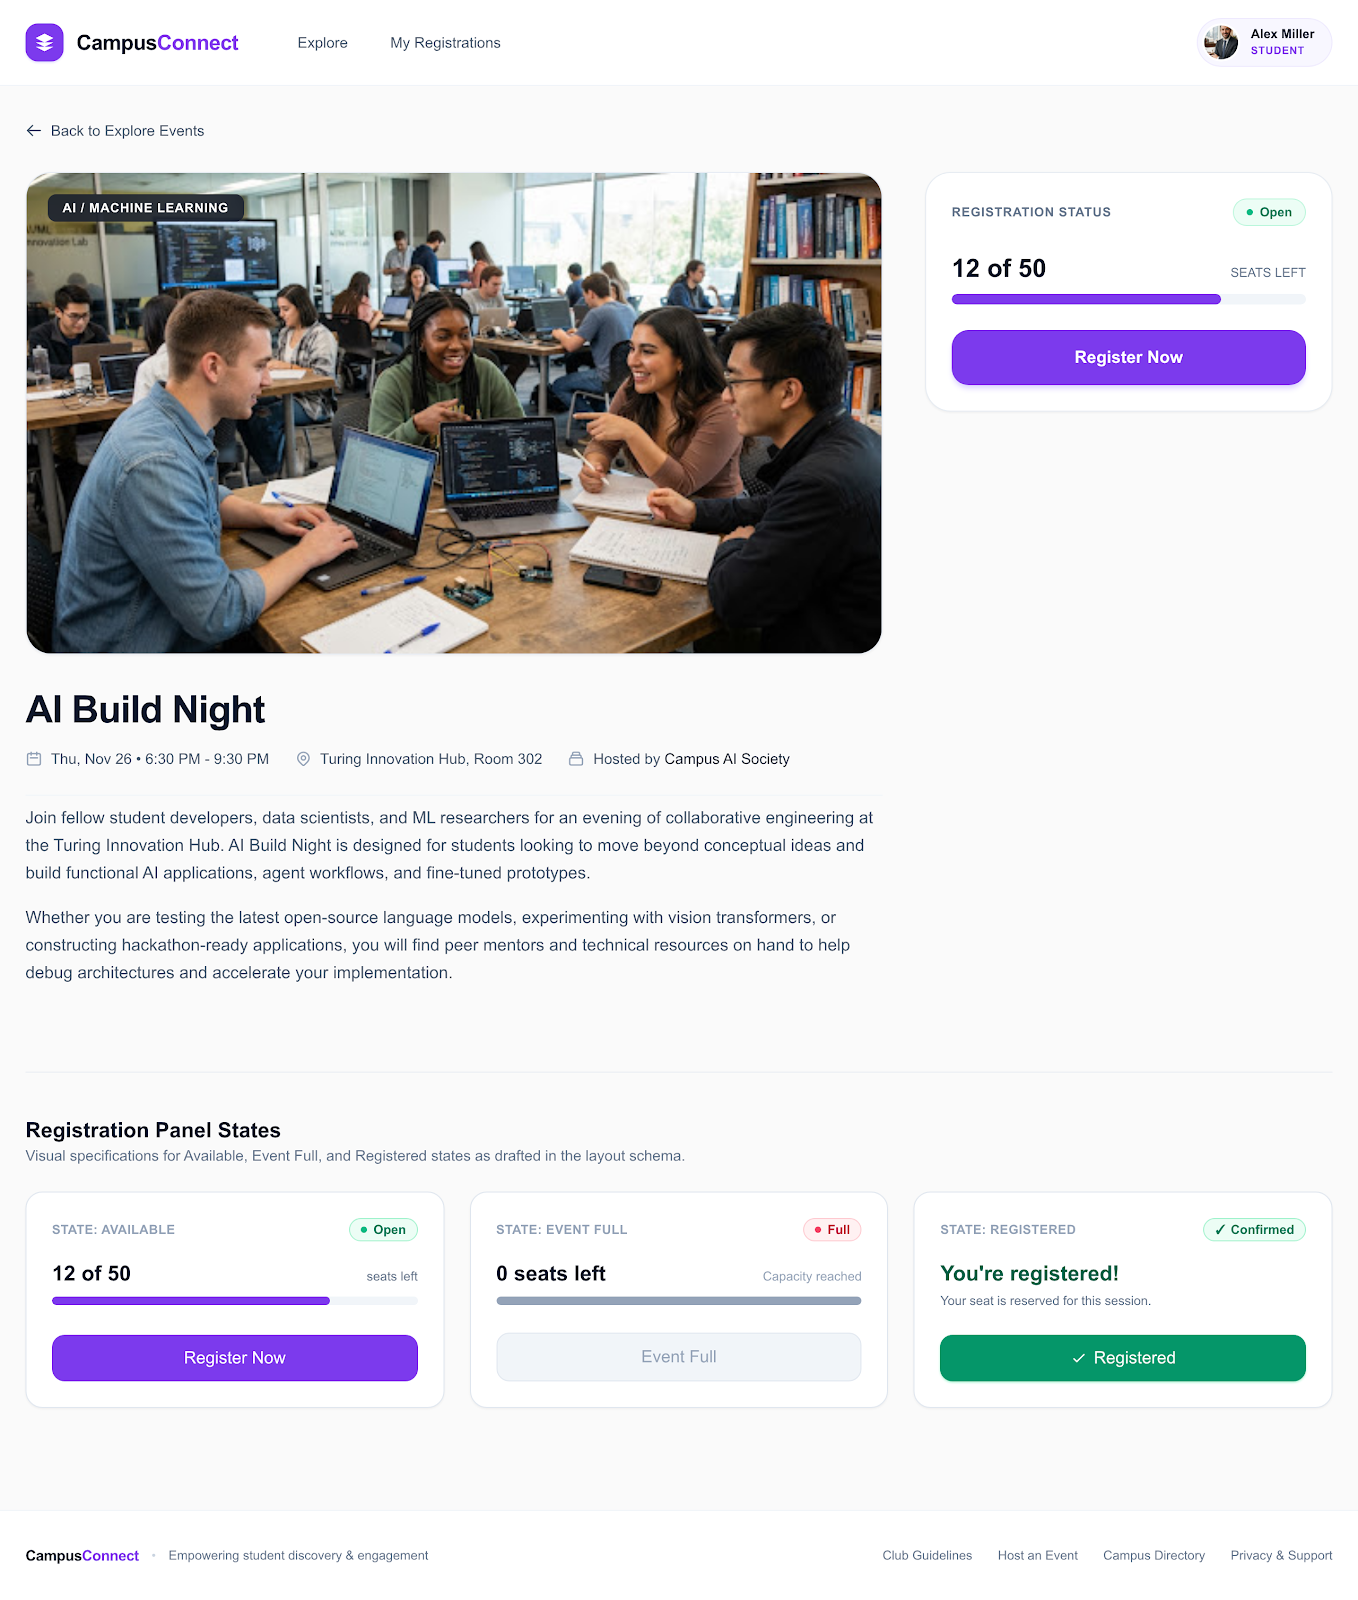 CampusConnect
Explore
My Registrations
Alex Miller
STUDENT
Back to Explore Events
AI / MACHINE LEARNING
Innovation Lab
REGISTRATION STATUS
Open
12 of 50
SEATS LEFT
Register Now
AI Build Night
Thu, Nov 26 • 6:30 PM - 9:30 PM
Turing Innovation Hub, Room 302
Hosted by Campus AI Society
Join fellow student developers, data scientists, and ML researchers for an evening of collaborative engineering at
the Turing Innovation Hub. AI Build Night is designed for students looking to move beyond conceptual ideas and
build functional AI applications, agent workflows, and fine-tuned prototypes.
Whether you are testing the latest open-source language models, experimenting with vision transformers, or
constructing hackathon-ready applications, you will find peer mentors and technical resources on hand to help
debug architectures and accelerate your implementation.
Registration Panel States
Visual specifications for Available, Event Full, and Registered states as drafted in the layout schema.
STATE: AVAILABLE
Open
12 of 50
seats left
Register Now
STATE: EVENT FULL
Full
0 seats left
Capacity reached
Event Full
STATE: REGISTERED
✓ Confirmed
You're registered!
Your seat is reserved for this session.
✓ Registered
CampusConnect • Empowering student discovery & engagement
Club Guidelines
Host an Event
Campus Directory
Privacy & Support